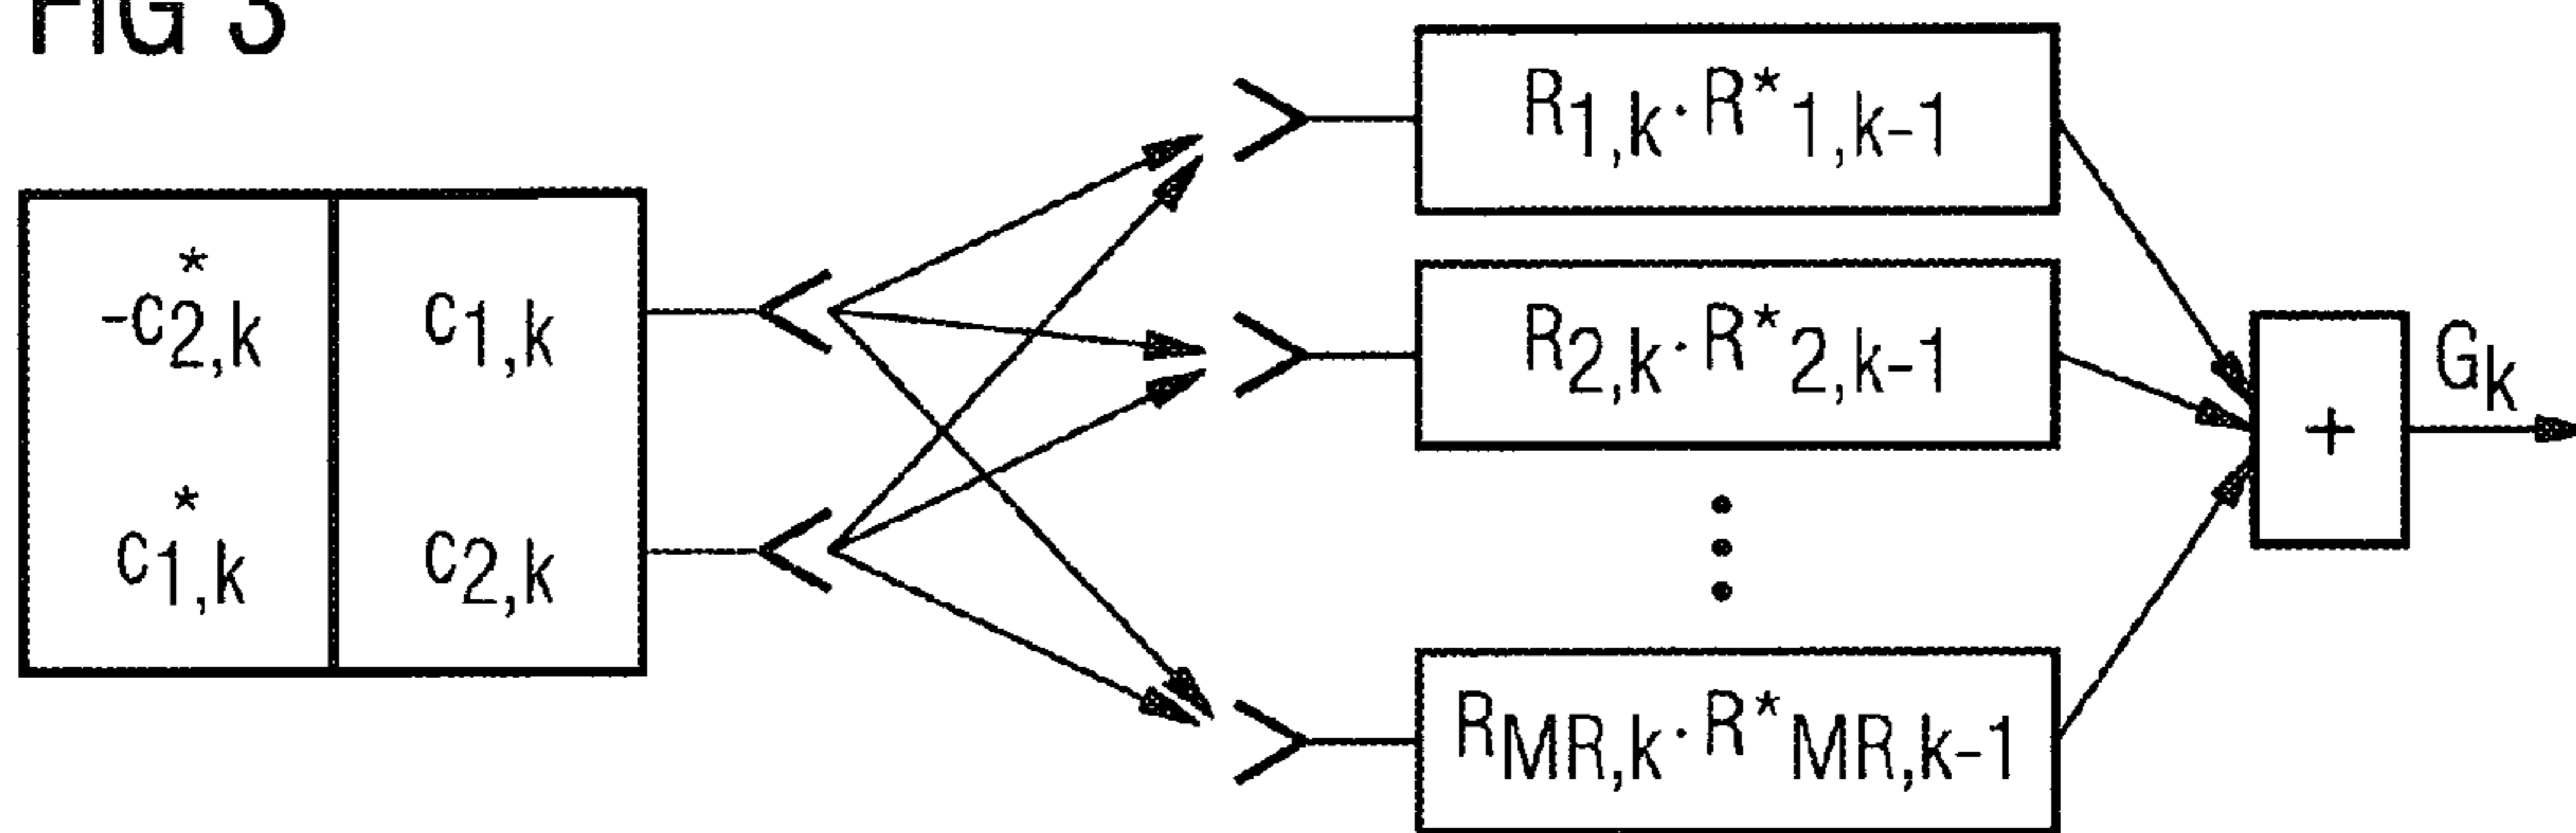 FIG 3
-c*2,k c1,k
c*1,k c2,k
R1,k·R*1,k-1
R2,k·R*2,k-1
RMR,k·R*MR,k-1
+
Gk